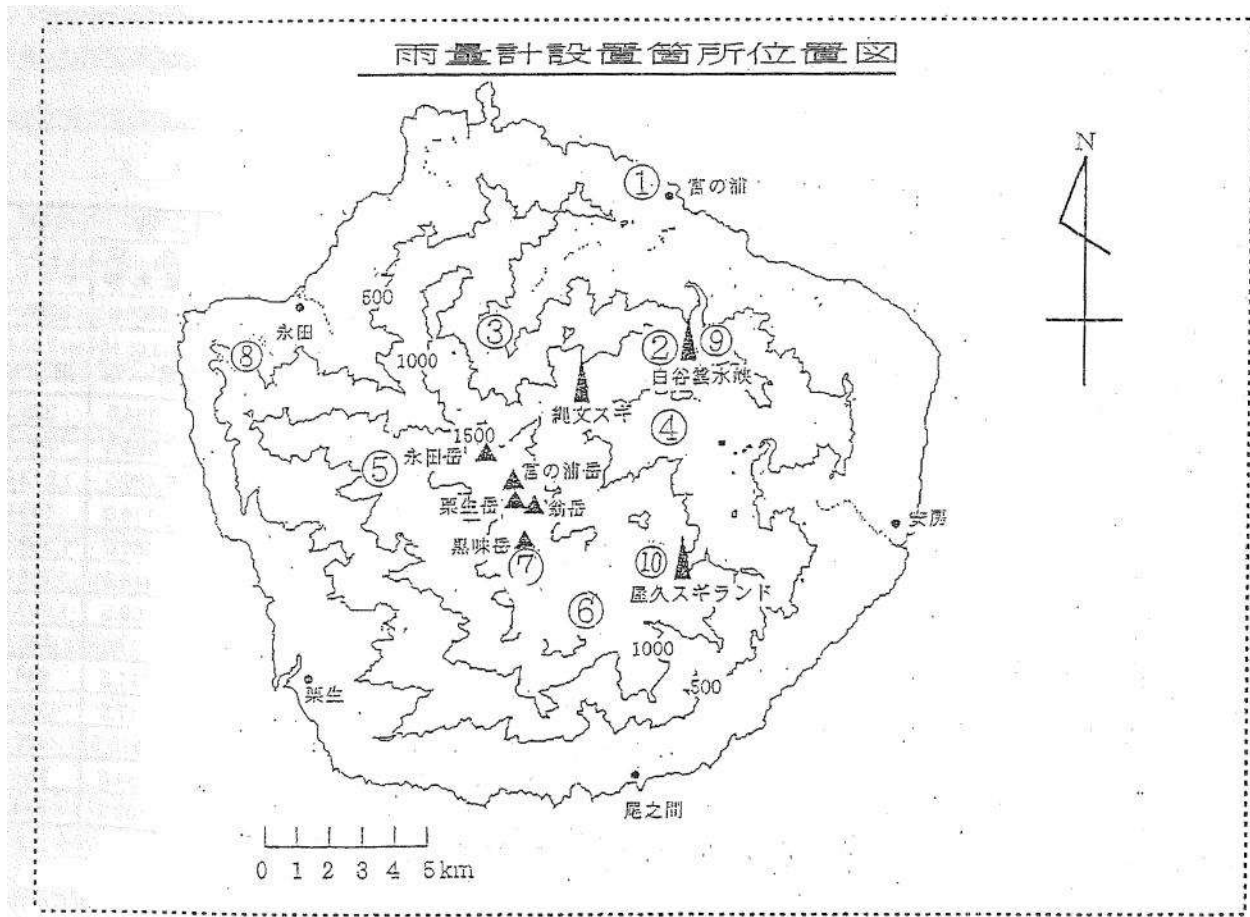 雨量計設置箇所位置図
N
① 宮の浦
500
永田
③
② ⑨
⑧
1000
白谷雲水峡
縄文スギ
④
1500
永田岳
⑤
宮の浦岳
栗生岳
翁岳
安房
黒味岳
⑦
⑩
屋久スギランド
⑥
1000
栗生
500
尾之間
0 1 2 3 4 5km